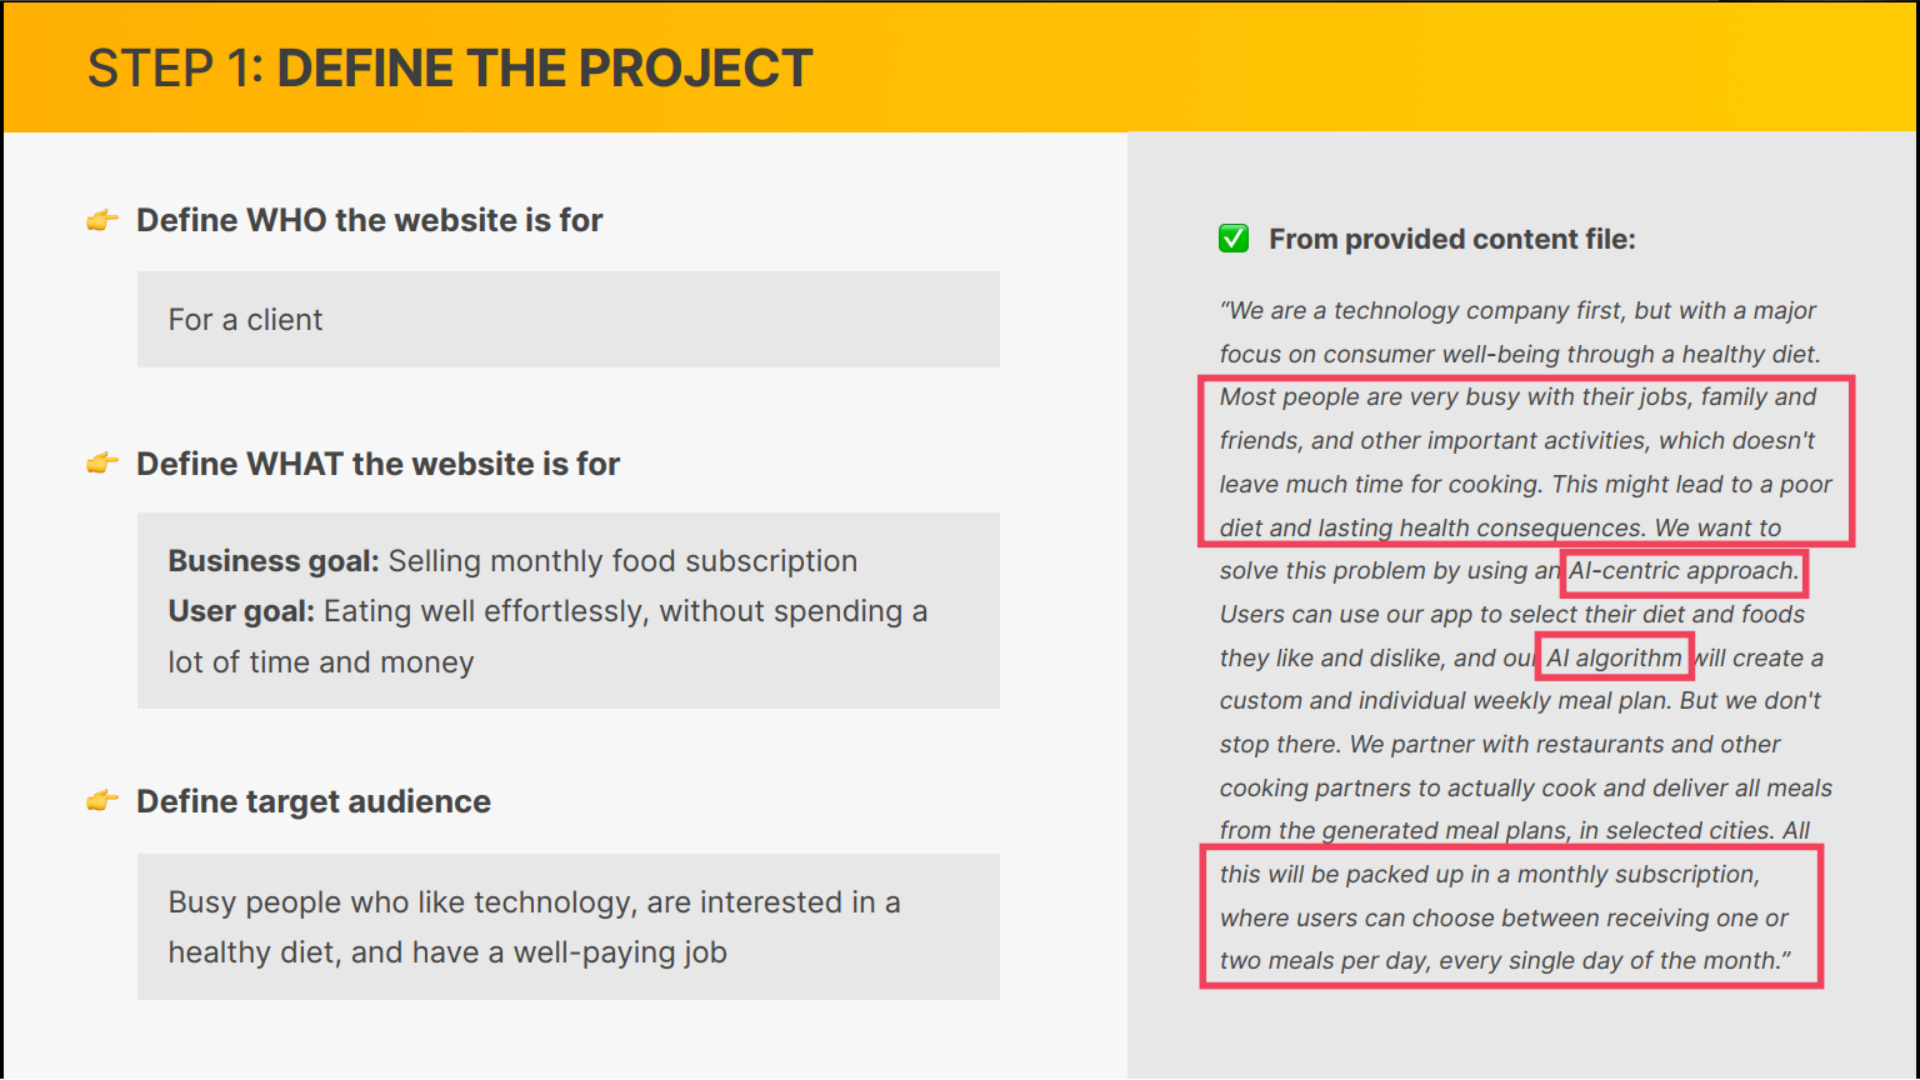 STEP 1: DEFINE THE PROJECT
Define WHO the website is for
For a client
Define WHAT the website is for
Business goal: Selling monthly food subscription
User goal: Eating well effortlessly, without spending a
lot of time and money
Define target audience
Busy people who like technology, are interested in a
healthy diet, and have a well-paying job
From provided content file:
“We are a technology company first, but with a major
focus on consumer well-being through a healthy diet.
Most people are very busy with their jobs, family and
friends, and other important activities, which doesn't
leave much time for cooking. This might lead to a poor
diet and lasting health consequences. We want to
solve this problem by using an AI-centric approach.
Users can use our app to select their diet and foods
they like and dislike, and our AI algorithm will create a
custom and individual weekly meal plan. But we don't
stop there. We partner with restaurants and other
cooking partners to actually cook and deliver all meals
from the generated meal plans, in selected cities. All
this will be packed up in a monthly subscription,
where users can choose between receiving one or
two meals per day, every single day of the month.”